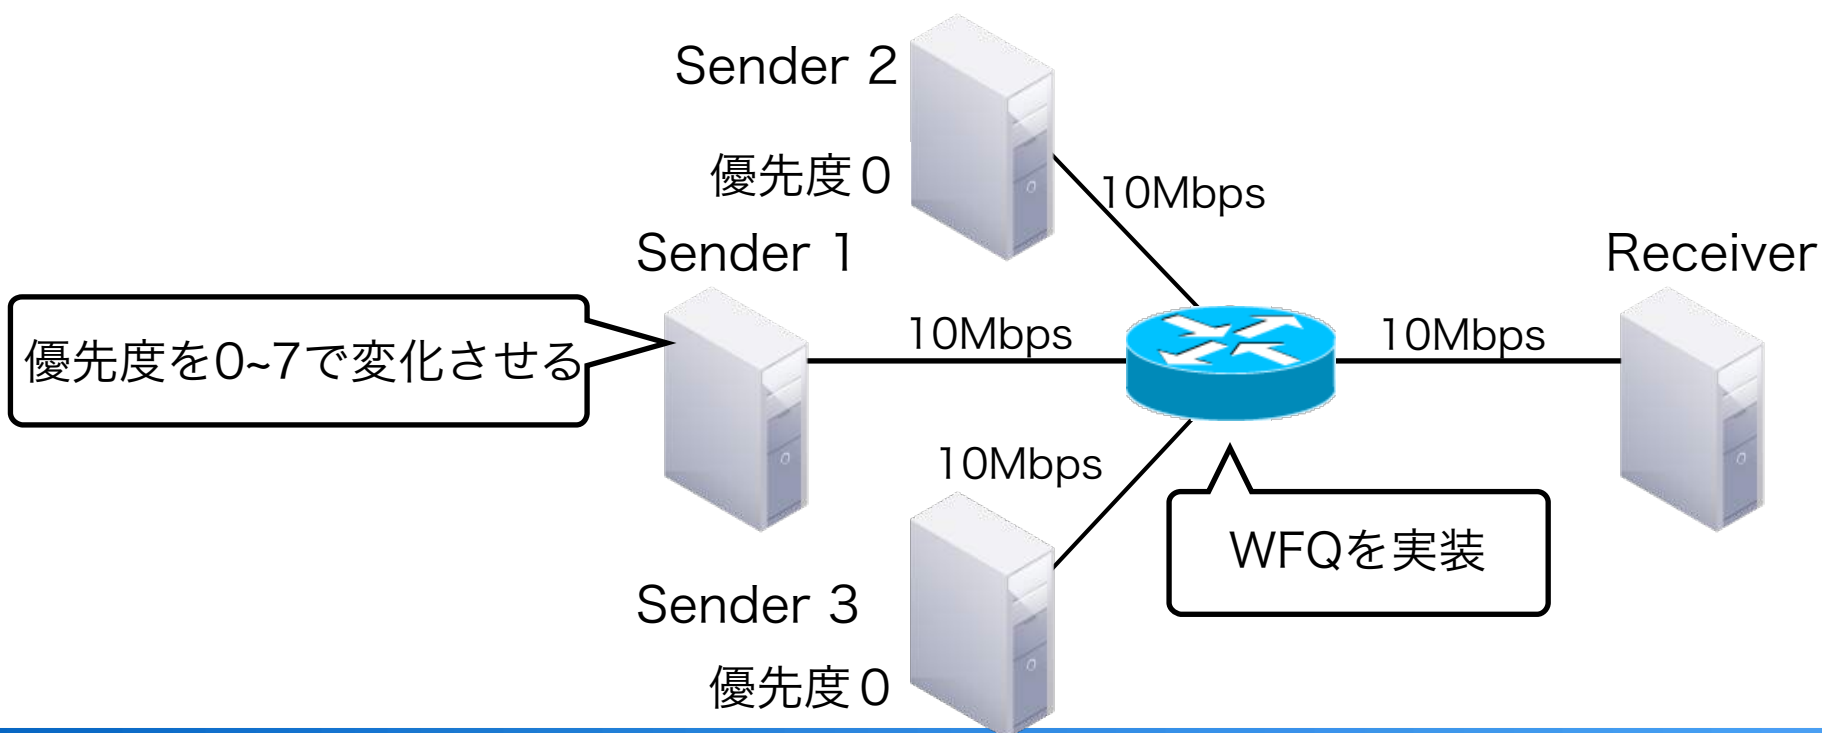 Sender 2
優先度０
10Mbps
Sender 1
Receiver
優先度を0~7で変化させる
10Mbps
10Mbps
10Mbps
WFQを実装
Sender 3
優先度０